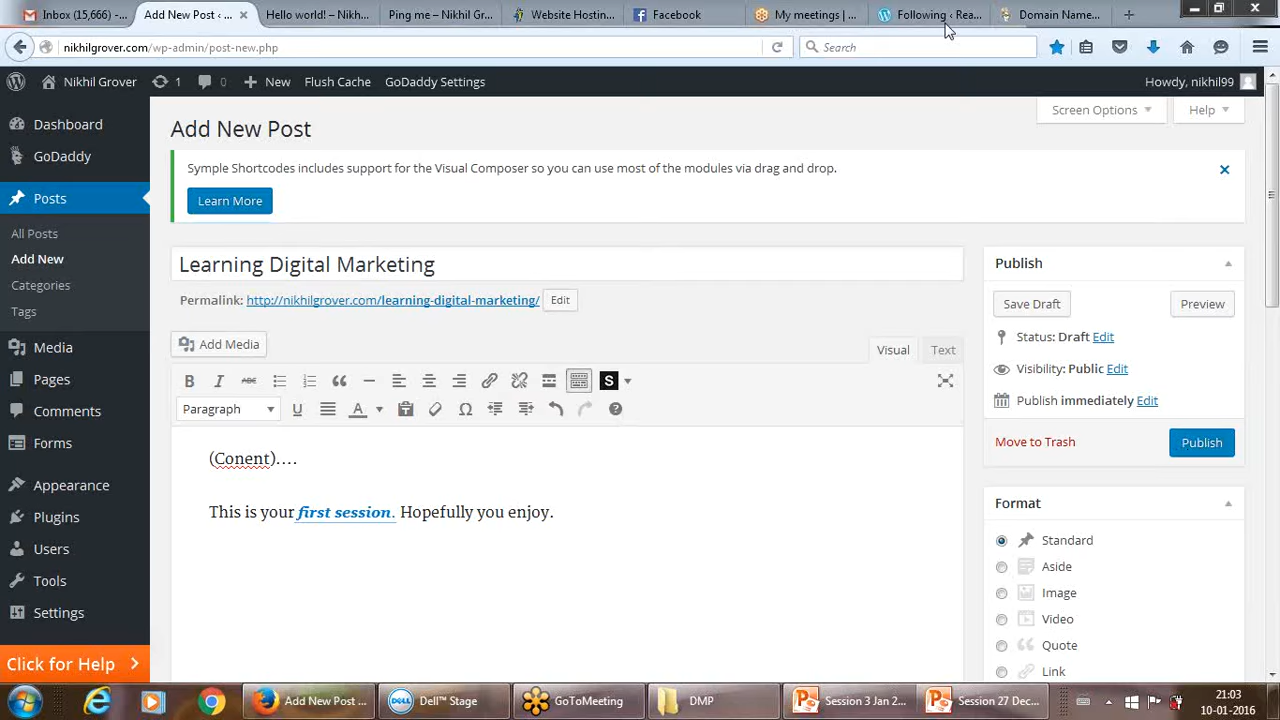 Inbox (15,666) -
Add New Post ‹ ...
Hello world! – Nikh...
Ping me – Nikhil Gr...
Website Hostin...
Facebook
My meetings | ...
Following ‹ Rea...
Domain Name...
nikhilgrover.com/wp-admin/post-new.php
Search
Nikhil Grover
1
0
New
Flush Cache
GoDaddy Settings
Howdy, nikhil99
Screen Options
Help
Dashboard
GoDaddy
Posts
All Posts
Add New
Categories
Tags
Media
Pages
Comments
Forms
Appearance
Plugins
Users
Tools
Settings
Click for Help
Add New Post
Symple Shortcodes includes support for the Visual Composer so you can use most of the modules via drag and drop.
Learn More
Learning Digital Marketing
Permalink: http://nikhilgrover.com/learning-digital-marketing/ Edit
Add Media
Visual
Text
B I ABC
S
Paragraph
U
A
(Conent)....
This is your first session. Hopefully you enjoy.
Publish
Save Draft
Preview
Status: Draft Edit
Visibility: Public Edit
Publish immediately Edit
Move to Trash
Publish
Format
Standard
Aside
Image
Video
Quote
Link
Add New Post ...
Dell™ Stage
GoToMeeting
DMP
Session 3 Jan 2...
Session 27 Dec...
21:03
10-01-2016